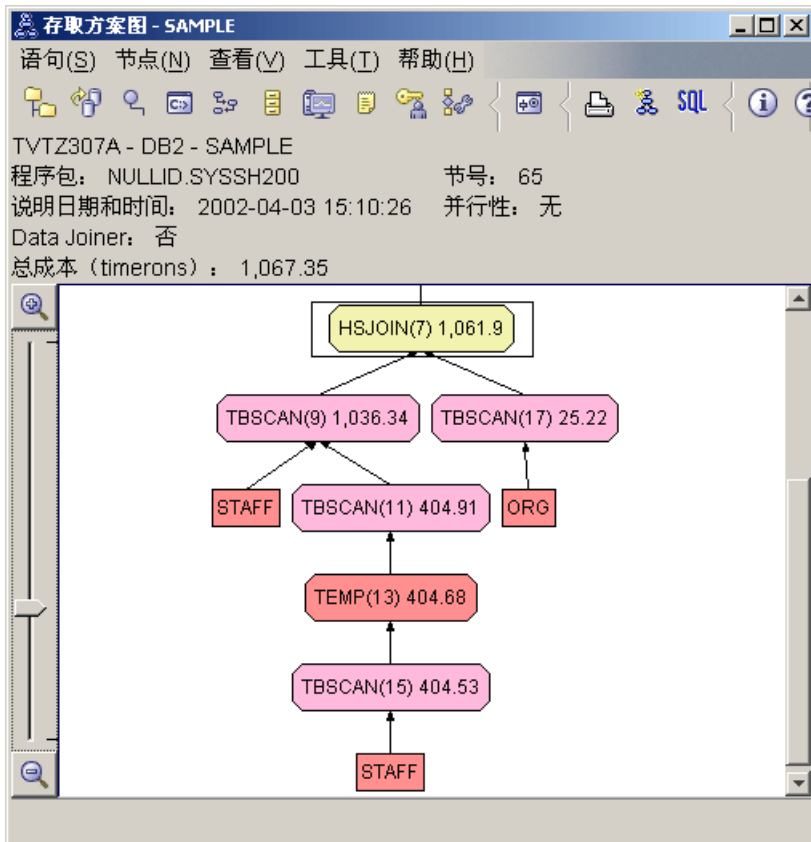 存取方案图 - SAMPLE
语句(S) 节点(N) 查看(V) 工具(T) 帮助(H)
SQL
TVTZ307A - DB2 - SAMPLE
程序包： NULLID.SYSSH200 节号： 65
说明日期和时间： 2002-04-03 15:10:26 并行性： 无
Data Joiner： 否
总成本（timerons）： 1,067.35
HSJOIN(7) 1,061.9
TBSCAN(9) 1,036.34 TBSCAN(17) 25.22
STAFF TBSCAN(11) 404.91 ORG
TEMP(13) 404.68
TBSCAN(15) 404.53
STAFF